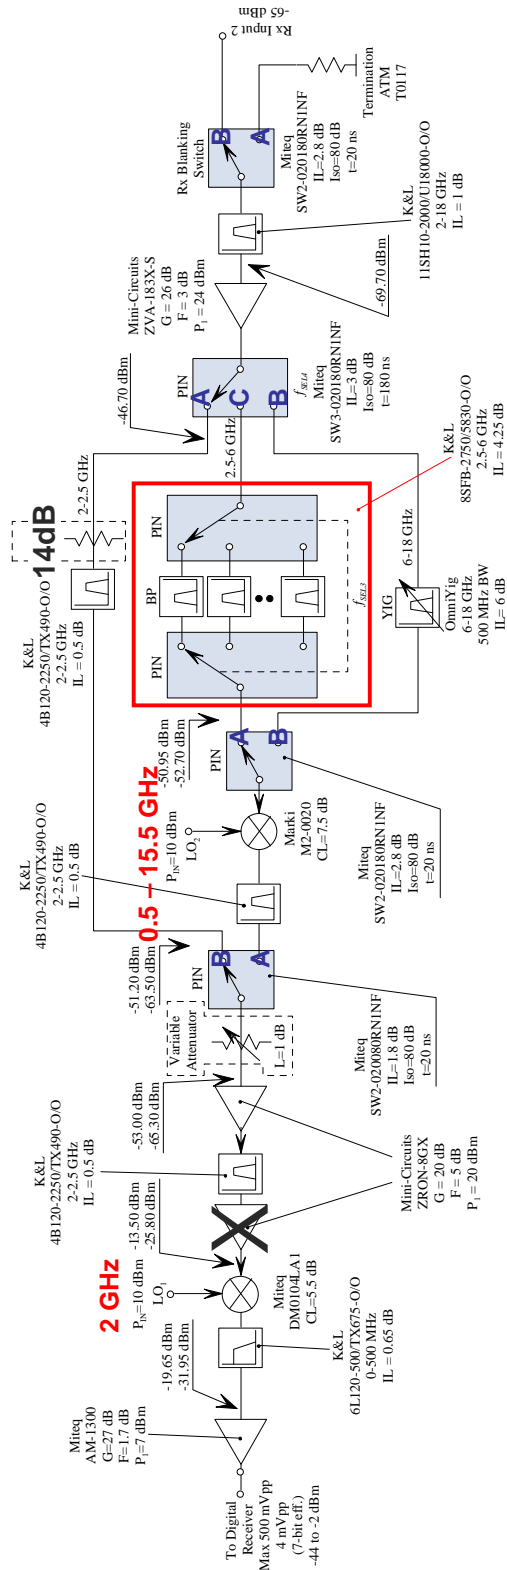 To Digital
Receiver
Max 500 mVpp
4 mVpp
(7-bit eff.)
-44 to -2 dBm
Miteq
AM-1300
G=27 dB
F=1.7 dB
P1=7 dBm
-19.65 dBm
-31.95 dBm
K&L
6L120-500/TX675-O/O
0-500 MHz
IL = 0.65 dB
2 GHz
PIN=10 dBm
LO1
Miteq
DM0104LA1
CL=5.5 dB
-13.50 dBm
-25.80 dBm
K&L
4B120-2250/TX490-O/O
2-2.5 GHz
IL = 0.5 dB
Mini-Circuits
ZRON-8GX
G = 20 dB
F = 5 dB
P1 = 20 dBm
-53.00 dBm
-65.30 dBm
Variable
Attenuator
L=1 dB
-51.20 dBm
-63.50 dBm
PIN
B
A
Miteq
SW2-020080RN1NF
IL=1.8 dB
Iso=80 dB
t=20 ns
K&L
4B120-2250/TX490-O/O
2-2.5 GHz
IL = 0.5 dB
0.5 – 15.5 GHz
PIN=10 dBm
LO2
Marki
M2-0020
CL=7.5 dB
-50.95 dBm
-52.70 dBm
PIN
A
B
Miteq
SW2-020180RN1NF
IL=2.8 dB
Iso=80 dB
t=20 ns
K&L
4B120-2250/TX490-O/O
2-2.5 GHz
IL = 0.5 dB
14dB
2-2.5 GHz
PIN
BP
PIN
fSEL3
2.5-6 GHz
YIG
6-18 GHz
OmniYig
6-18 GHz
500 MHz BW
IL= 6 dB
K&L
8SFB-2750/5830-O/O
2.5-6 GHz
IL = 4.25 dB
-46.70 dBm
PIN
A
C
B
fSEL4
Miteq
SW3-020180RN1NF
IL=3 dB
Iso=80 dB
t=180 ns
Mini-Circuits
ZVA-183X-S
G = 26 dB
F = 3 dB
P1 = 24 dBm
-69.70 dBm
K&L
11SH10-2000/U18000-O/O
2-18 GHz
IL = 1 dB
Rx Blanking
Switch
B
A
Miteq
SW2-020180RN1NF
IL=2.8 dB
Iso=80 dB
t=20 ns
Termination
ATM
T0117
Rx Input 2
-65 dBm